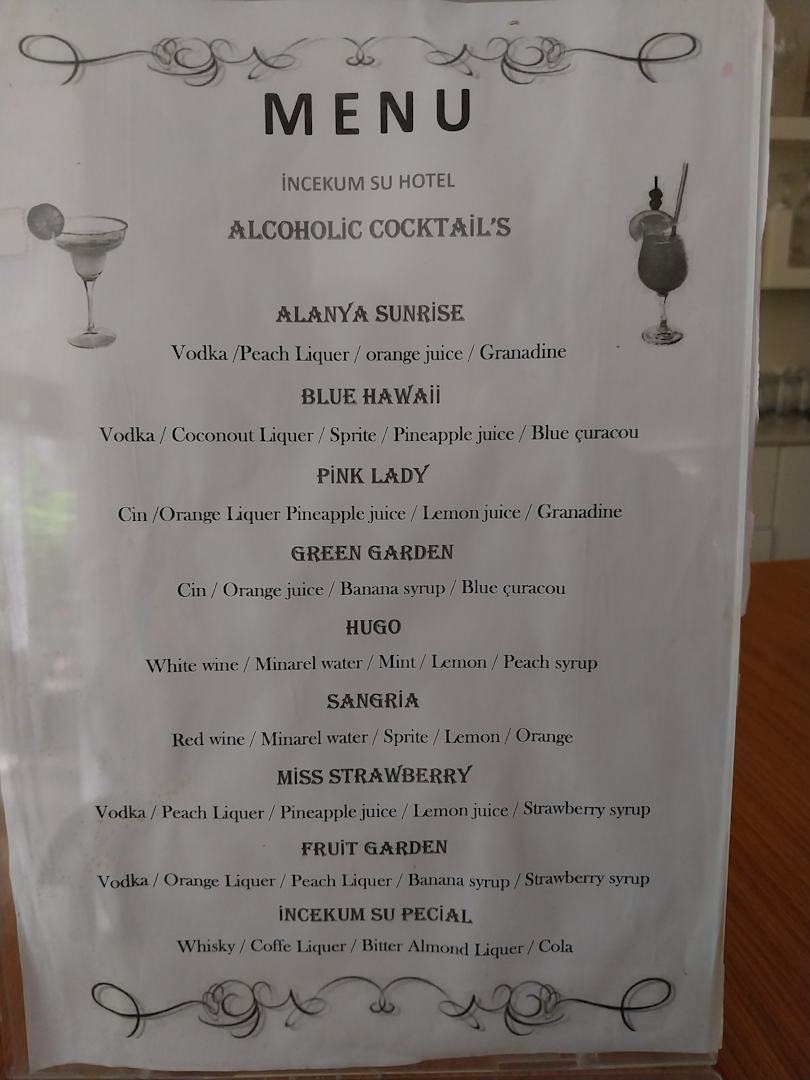 MENU
İNCEKUM SU HOTEL
ALCOHOLİC COCKTAİL'S
ALANYA SUNRİSE
Vodka /Peach Liquer / orange juice / Granadine
BLUE HAWAİİ
Vodka / Coconout Liquer / Sprite / Pineapple juice / Blue çuracou
PİNK LADY
Cin /Orange Liquer Pineapple juice / Lemon juice / Granadine
GREEN GARDEN
Cin / Orange juice / Banana syrup / Blue çuracou
HUGO
White wine / Minarel water / Mint / Lemon / Peach syrup
SANGRİA
Red wine / Minarel water / Sprite / Lemon / Orange
MİSS STRAWBERRY
Vodka / Peach Liquer / Pineapple juice / Lemon juice / Strawberry syrup
FRUİT GARDEN
Vodka / Orange Liquer / Peach Liquer / Banana syrup / Strawberry syrup
İNCEKUM SU PECİAL
Whisky / Coffe Liquer / Bitter Almond Liquer / Cola